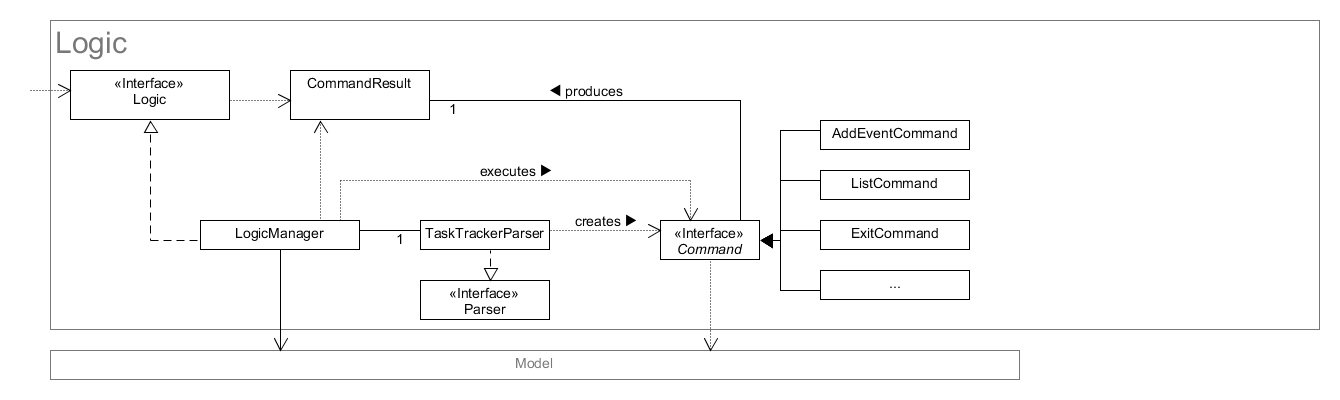 Logic
«Interface»
Logic
CommandResult
◀ produces
1
AddEventCommand
executes ▶
ListCommand
LogicManager
1
TaskTrackerParser
creates ▶
«Interface»
Command
ExitCommand
«Interface»
Parser
...
Model